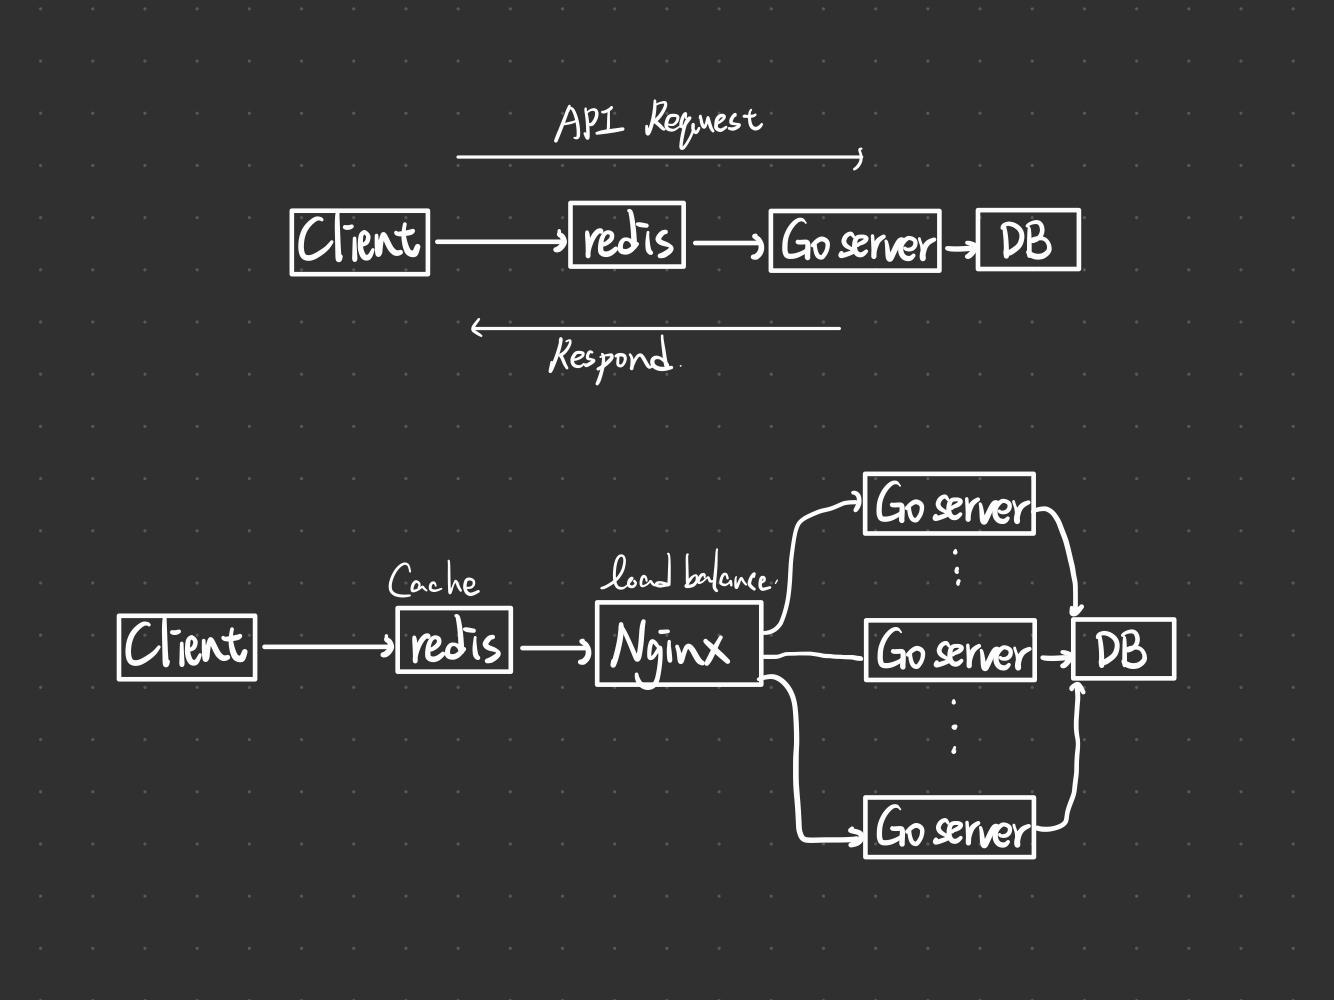 API Request
Client redis Go server DB
Respond.
Go server
Cache load balance.
Client redis Nginx Go server DB
Go server